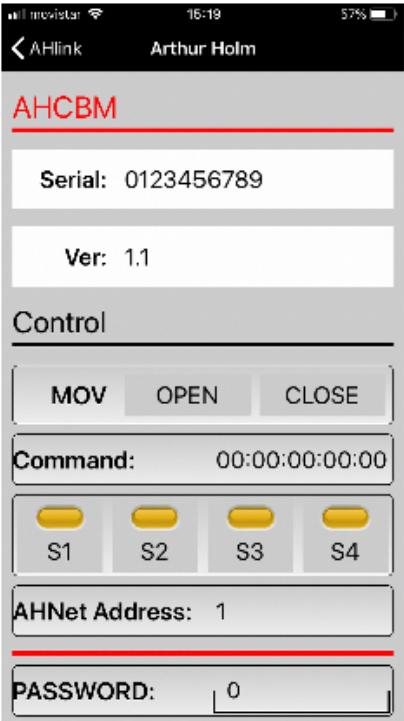 movistar 15:19 57%
AHlink Arthur Holm
AHCBM
Serial: 0123456789
Ver: 1.1
Control
MOV OPEN CLOSE
Command: 00:00:00:00:00
S1 S2 S3 S4
AHNet Address: 1
PASSWORD: 0